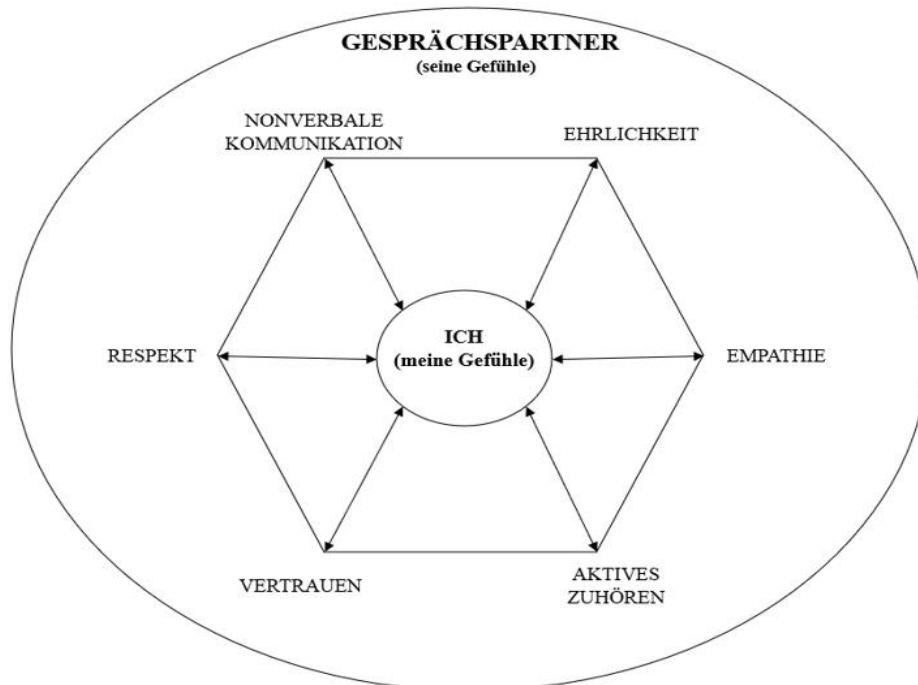 GESPRÄCHSPARTNER
(seine Gefühle)
NONVERBALE
KOMMUNIKATION
EHRLICHKEIT
RESPEKT
ICH
(meine Gefühle)
EMPATHIE
VERTRAUEN
AKTIVES
ZUHÖREN